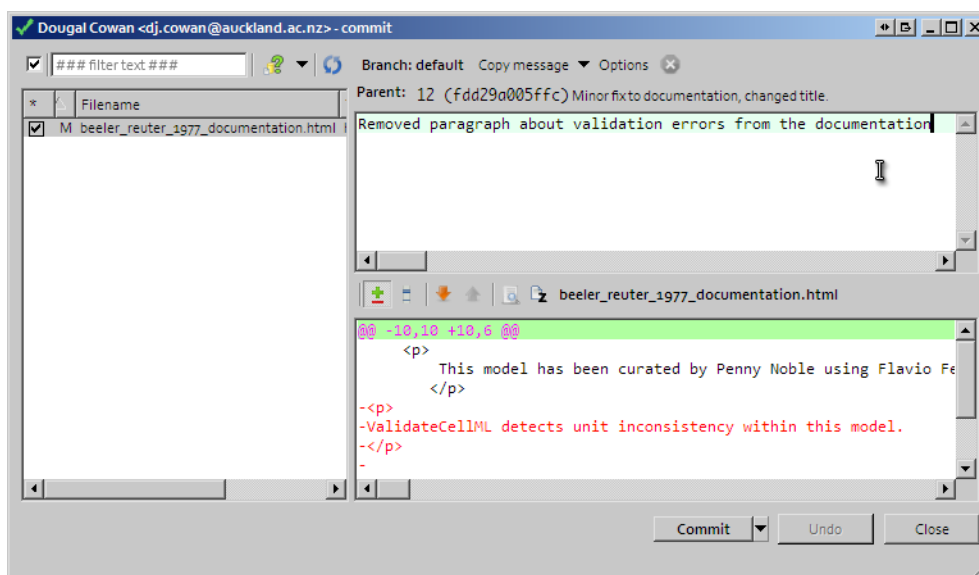 Dougal Cowan <dj.cowan@auckland.ac.nz> - commit
### filter text ###
Branch: default Copy message Options
Parent: 12 (fdd29a005ffc) Minor fix to documentation, changed title.
* Filename
M beeler_reuter_1977_documentation.html
Removed paragraph about validation errors from the documentation
beeler_reuter_1977_documentation.html
@@ -10,10 +10,6 @@
<p>
This model has been curated by Penny Noble using Flavio Fe
</p>
-<p>
-ValidateCellML detects unit inconsistency within this model.
-</p>
-
Commit Undo Close